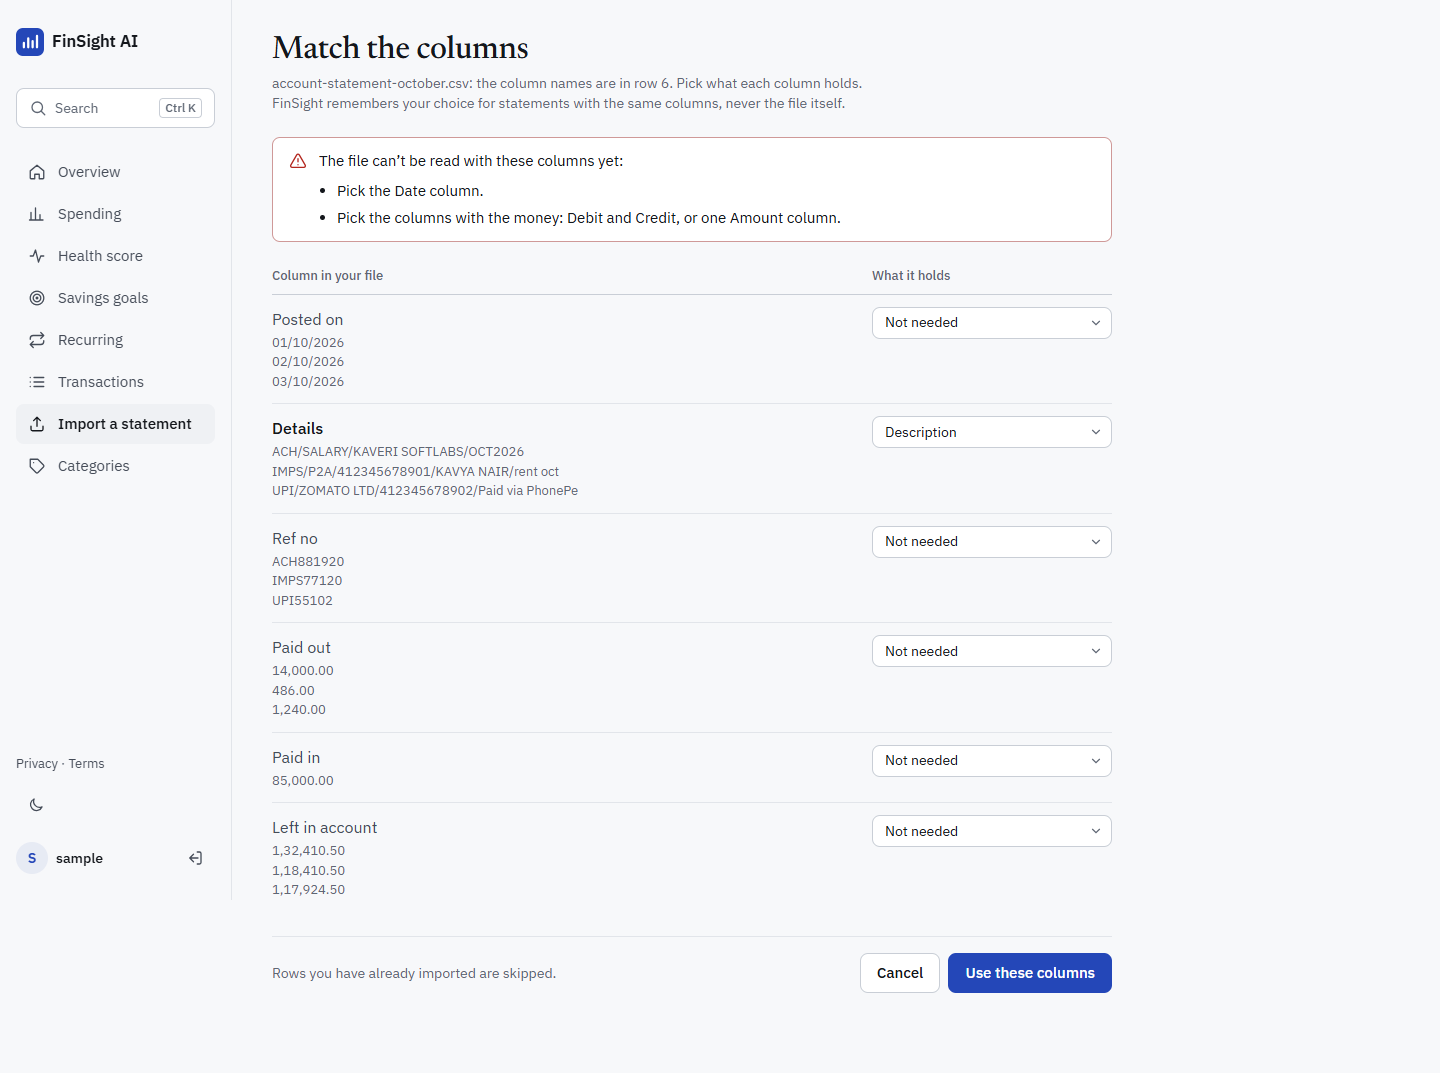 FinSight AI
Search
Ctrl K
Overview
Spending
Health score
Savings goals
Recurring
Transactions
Import a statement
Categories
Privacy · Terms
S
sample
Match the columns
account-statement-october.csv: the column names are in row 6. Pick what each column holds.
FinSight remembers your choice for statements with the same columns, never the file itself.
The file can’t be read with these columns yet:
• Pick the Date column.
• Pick the columns with the money: Debit and Credit, or one Amount column.
Column in your file
What it holds
Posted on
Not needed
01/10/2026
02/10/2026
03/10/2026
Details
Description
ACH/SALARY/KAVERI SOFTLABS/OCT2026
IMPS/P2A/412345678901/KAVYA NAIR/rent oct
UPI/ZOMATO LTD/412345678902/Paid via PhonePe
Ref no
Not needed
ACH881920
IMPS77120
UPI55102
Paid out
Not needed
14,000.00
486.00
1,240.00
Paid in
Not needed
85,000.00
Left in account
Not needed
1,32,410.50
1,18,410.50
1,17,924.50
Rows you have already imported are skipped.
Cancel
Use these columns